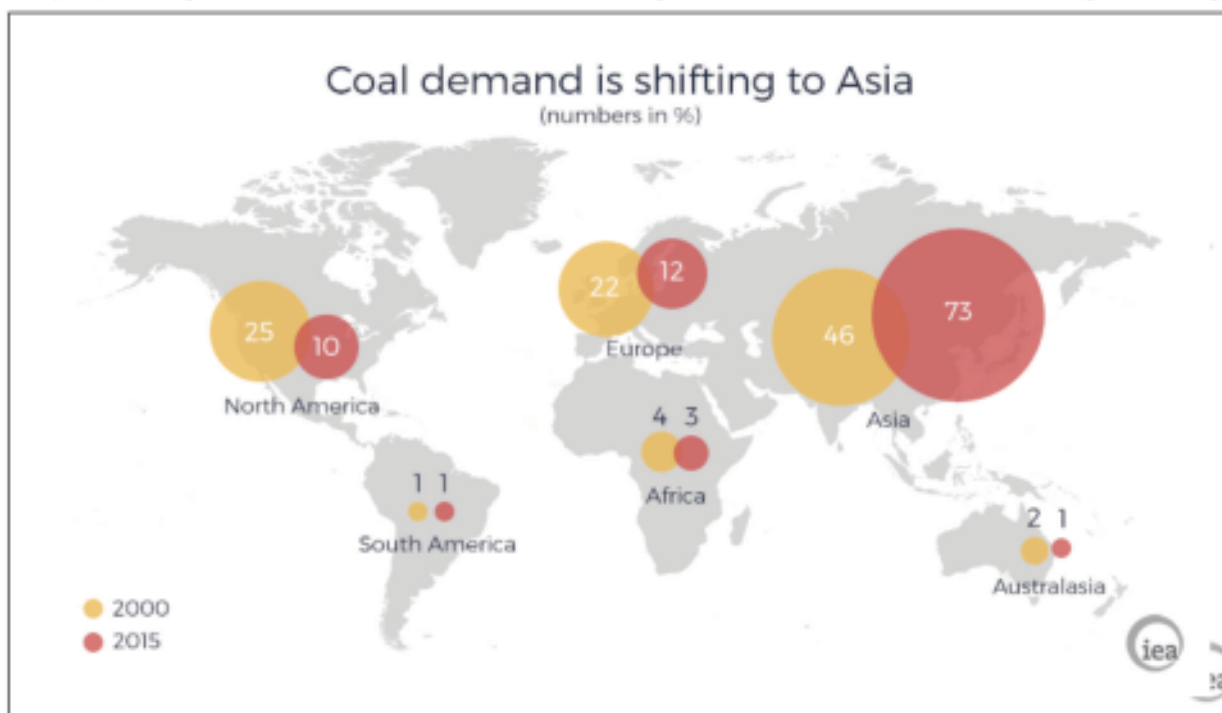 Coal demand is shifting to Asia
(numbers in %)
22
12
25
10
46
73
Europe
North America
Asia
4 3
Africa
1 1
South America
2 1
Australasia
2000
2015
iea